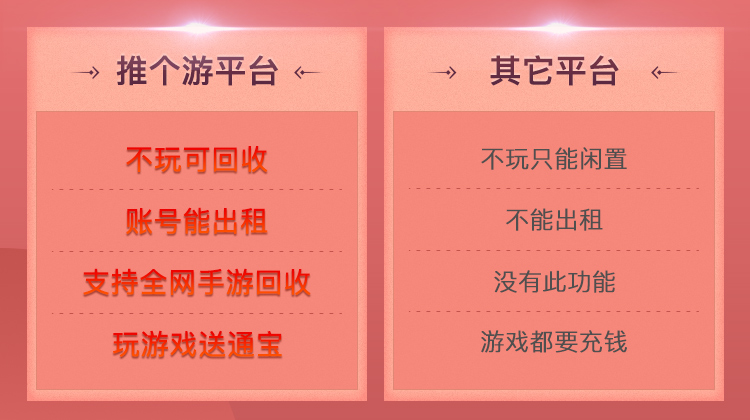 推个游平台
不玩可回收
账号能出租
支持全网手游回收
玩游戏送通宝
其它平台
不玩只能闲置
不能出租
没有此功能
游戏都要充钱